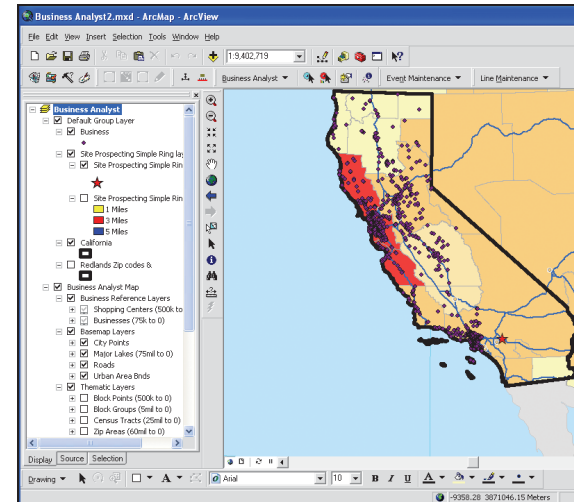 Business Analyst2.mxd - ArcMap - ArcView
File Edit View Insert Selection Tools Window Help
1:9,402,719
Business Analyst Event Maintenance Line Maintenance
Business Analyst
Default Group Layer
Business
Site Prospecting Simple Ring lay
Site Prospecting Simple Rin
Site Prospecting Simple Rin
1 Miles
3 Miles
5 Miles
California
Redlands Zip codes &
Business Analyst Map
Business Reference Layers
Shopping Centers (500k to
Businesses (75k to 0)
Basemap Layers
City Points
Major Lakes (75mil to 0)
Roads
Urban Area Bnds
Thematic Layers
Block Points (500k to 0)
Block Groups (5mil to 0)
Census Tracts (25mil to 0)
Zip Areas (60mil to 0)
Display Source Selection
Drawing A Arial 10 B I U A
-9358.28 3871046.15 Meters